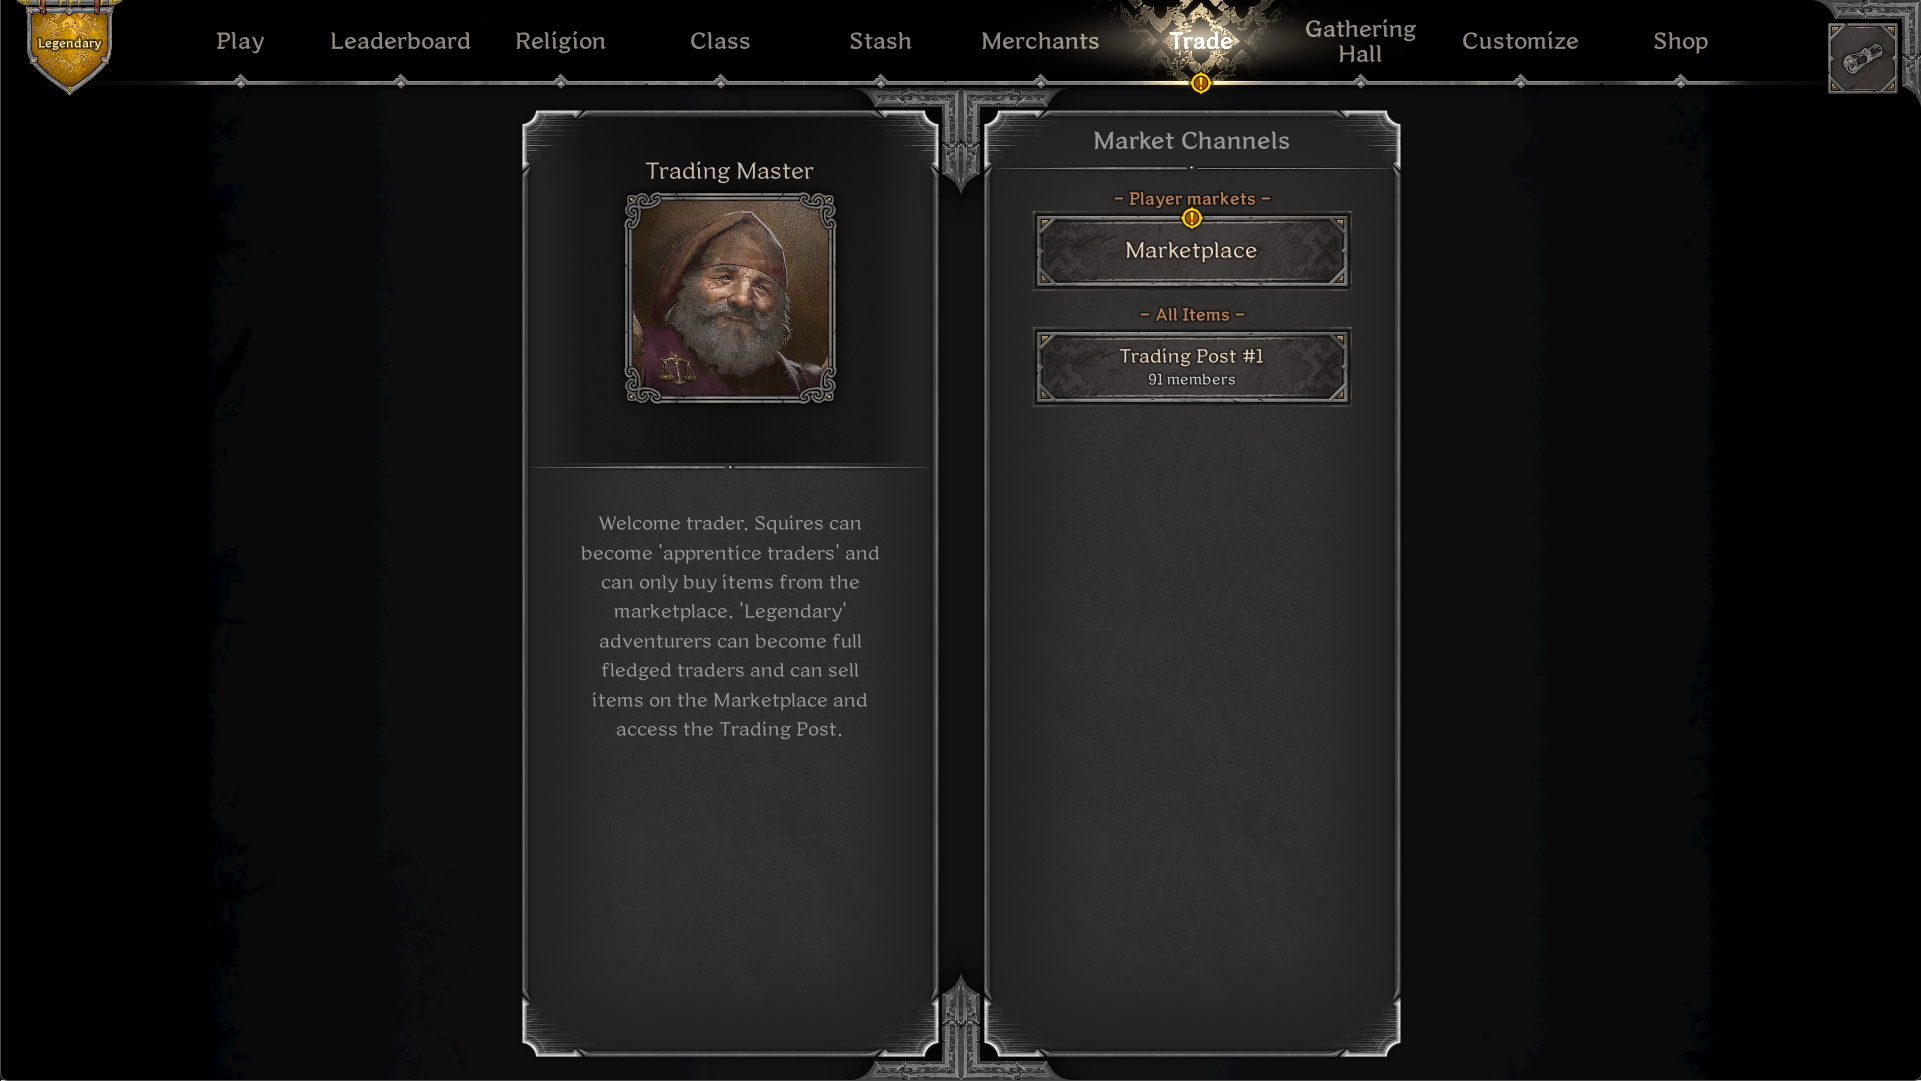 Legendary
Play
Leaderboard
Religion
Class
Stash
Merchants
Trade
Gathering
Hall
Customize
Shop
Trading Master
Welcome trader. Squires can
become 'apprentice traders' and
can only buy items from the
marketplace. 'Legendary'
adventurers can become full
fledged traders and can sell
items on the Marketplace and
access the Trading Post.
Market Channels
- Player markets -
Marketplace
- All Items -
Trading Post #1
91 members